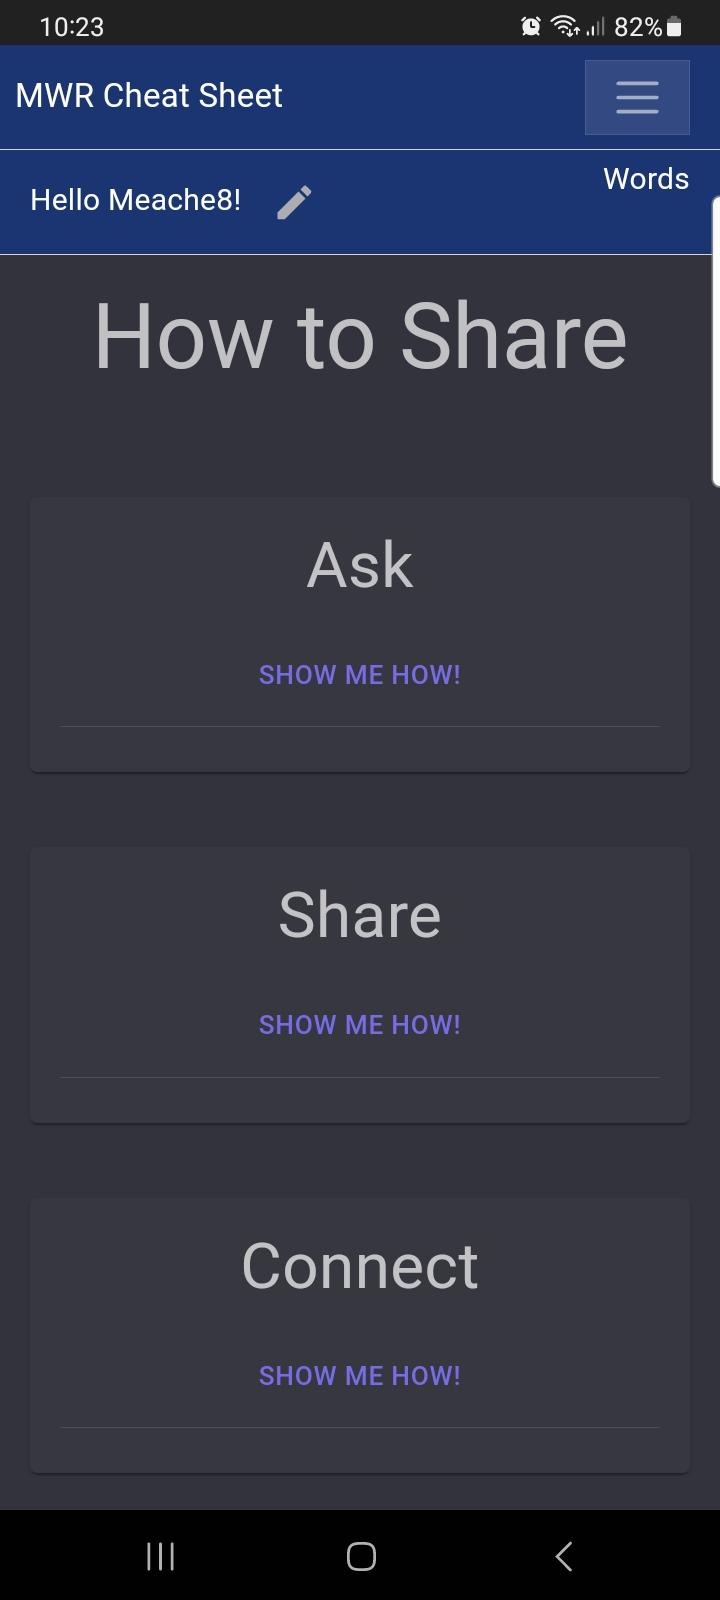 10:23
82%
MWR Cheat Sheet
Words
Hello Meache8!
How to Share
Ask
SHOW ME HOW!
Share
SHOW ME HOW!
Connect
SHOW ME HOW!